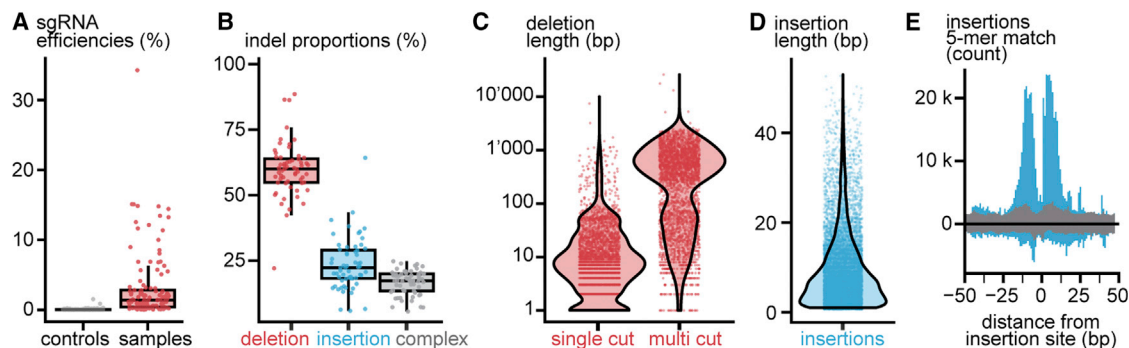 A
sgRNA
efficiencies (%)
30
20
10
0
controls
samples
B
indel proportions (%)
100
75
50
25
deletion
insertion
complex
C
deletion
length (bp)
10'000
1'000
100
10
1
single cut
multi cut
D
insertion
length (bp)
40
20
0
insertions
E
insertions
5-mer match
(count)
20 k
10 k
0
−50
−25
0
25
50
distance from
insertion site (bp)